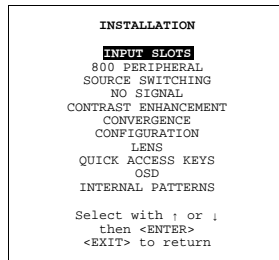 INSTALLATION
INPUT SLOTS
800 PERIPHERAL
SOURCE SWITCHING
NO SIGNAL
CONTRAST ENHANCEMENT
CONVERGENCE
CONFIGURATION
LENS
QUICK ACCESS KEYS
OSD
INTERNAL PATTERNS
Select with ↑ or ↓
then <ENTER>
<EXIT> to return